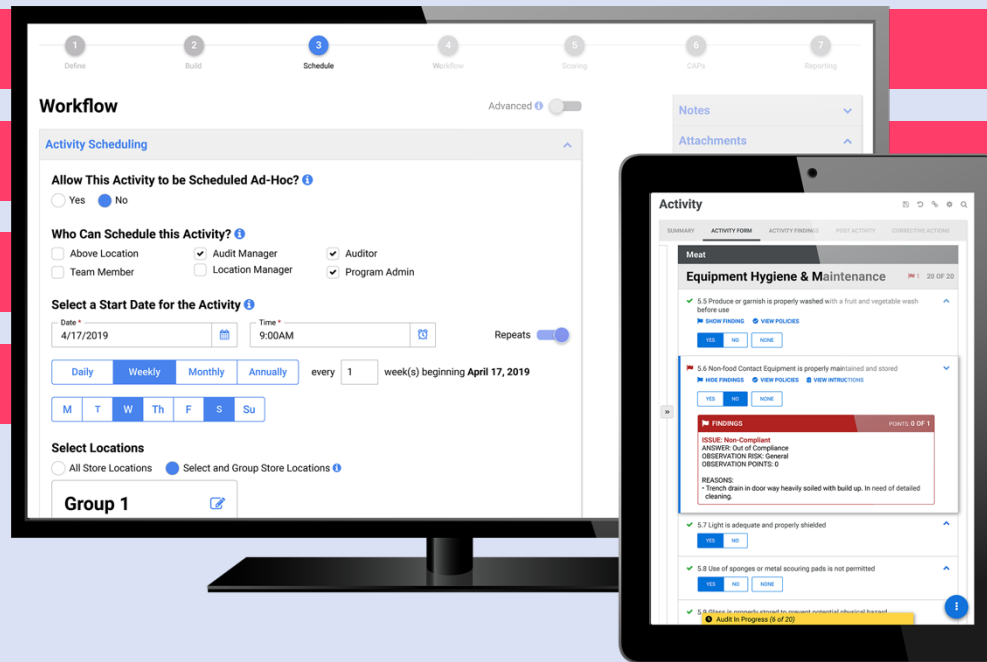 1 2 3 4 5 6 7
Define Build Schedule Workflow Scoring CAPs Reporting
Workflow
Advanced
Activity Scheduling
Allow This Activity to be Scheduled Ad-Hoc?
Yes No
Who Can Schedule this Activity?
Above Location Audit Manager Auditor
Team Member Location Manager Program Admin
Select a Start Date for the Activity
Date * Time *
4/17/2019 9:00AM Repeats
Daily Weekly Monthly Annually every 1 week(s) beginning April 17, 2019
M T W Th F S Su
Select Locations
All Store Locations Select and Group Store Locations
Group 1
Notes
Attachments
Activity
SUMMARY ACTIVITY FORM ACTIVITY FINDINGS POST ACTIVITY CORRECTIVE ACTIONS
Meat
Equipment Hygiene & Maintenance 1 20 OF 20
5.5 Produce or garnish is properly washed with a fruit and vegetable wash
before use
SHOW FINDING VIEW POLICIES
YES NO NONE
5.6 Non-food Contact Equipment is properly maintained and stored
HIDE FINDINGS VIEW POLICIES VIEW INTRUCTIONS
YES NO NONE
FINDINGS POINTS: 0 OF 1
ISSUE: Non-Compliant
ANSWER: Out of Compliance
OBSERVATION RISK: General
OBSERVATION POINTS: 0
REASONS:
- Trench drain in door way heavily soiled with build up. In need of detailed
cleaning.
5.7 Light is adequate and properly shielded
YES NO
5.8 Use of sponges or metal scouring pads is not permitted
YES NO NONE
5.9 Glass is properly stored to prevent potential physical hazard
Audit In Progress (6 of 20)